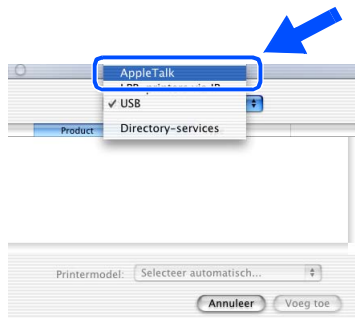 AppleTalk
USB
Directory-services
Product
Printermodel: Selecteer automatisch...
Annuleer Voeg toe